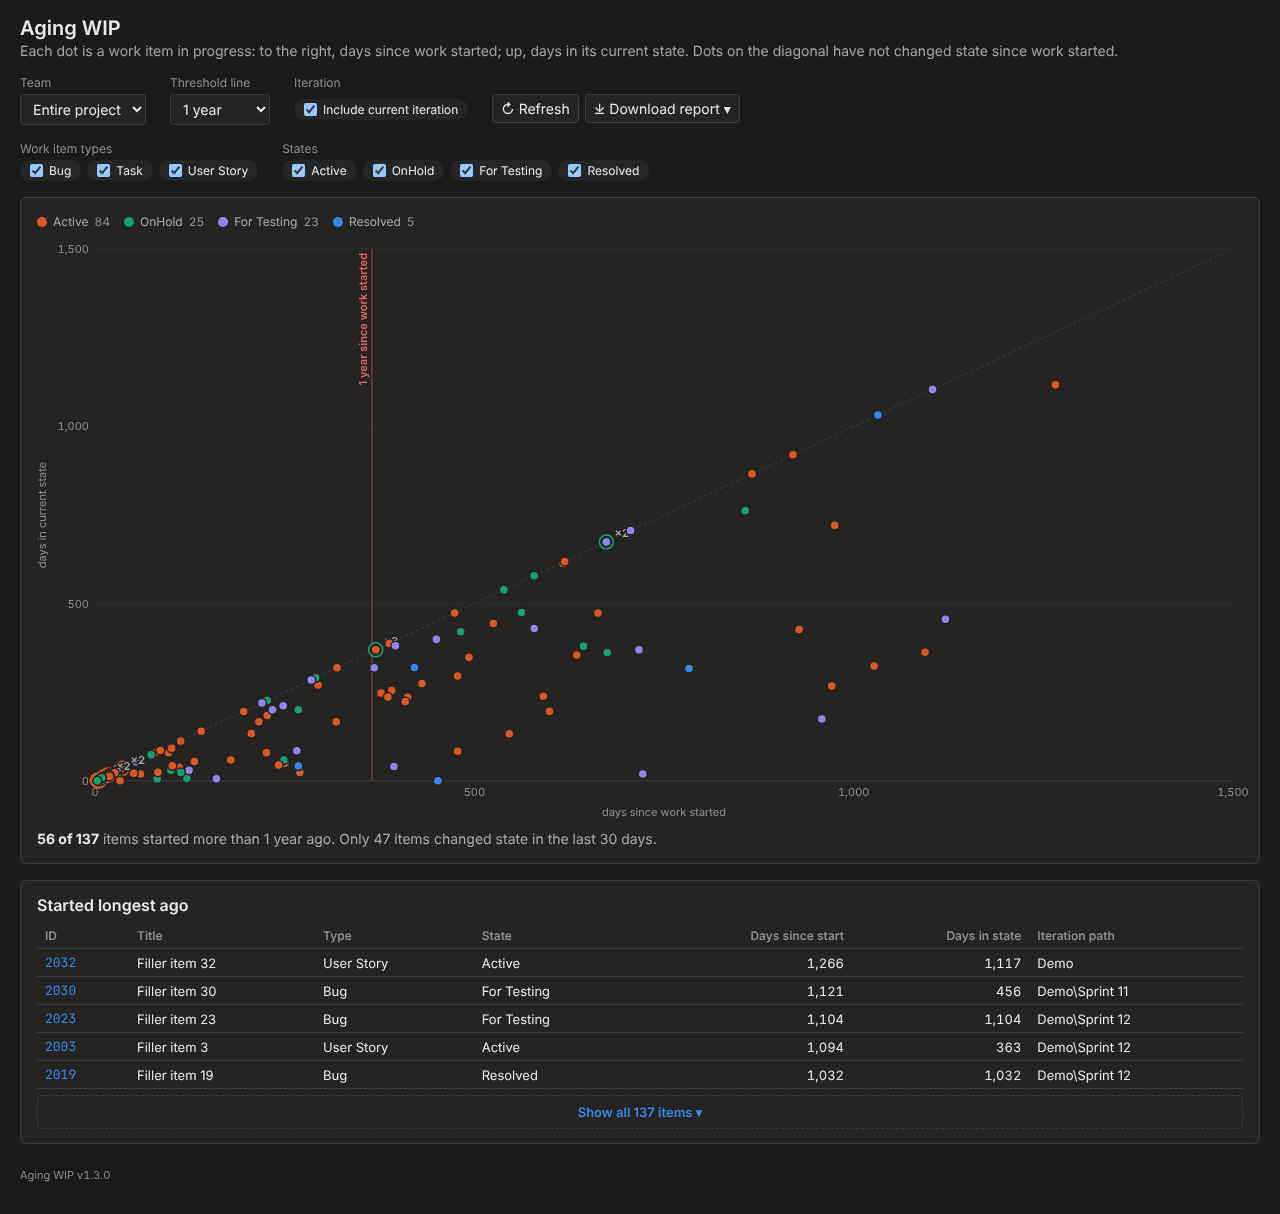 Aging WIP
Each dot is a work item in progress: to the right, days since work started; up, days in its current state. Dots on the diagonal have not changed state since work started.
Team Threshold line Iteration
Entire project 1 year Include current iteration Refresh Download report ▾
Work item types States
Bug Task User Story Active OnHold For Testing Resolved
Active 84 OnHold 25 For Testing 23 Resolved 5
1,500
1 year since work started
1,000
days in current state
×2
500
×2
×2
0
0 500 1,000 1,500
days since work started
56 of 137 items started more than 1 year ago. Only 47 items changed state in the last 30 days.
Started longest ago
ID Title Type State Days since start Days in state Iteration path
2032 Filler item 32 User Story Active 1,266 1,117 Demo
2030 Filler item 30 Bug For Testing 1,121 456 Demo\Sprint 11
2023 Filler item 23 Bug For Testing 1,104 1,104 Demo\Sprint 12
2003 Filler item 3 User Story Active 1,094 363 Demo\Sprint 12
2019 Filler item 19 Bug Resolved 1,032 1,032 Demo\Sprint 12
Show all 137 items ▾
Aging WIP v1.3.0